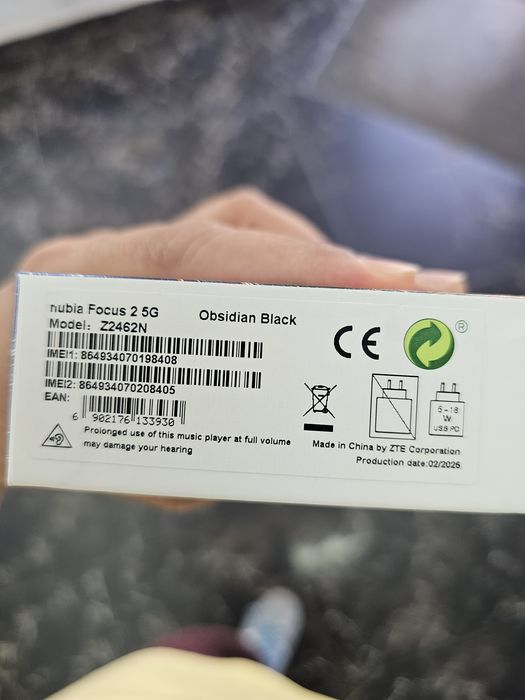 nubia Focus 2 5G
Obsidian Black
Model: Z2462N
IMEI1: 864934070198408
IMEI2: 864934070208405
EAN:
6 902176 133930
Prolonged use of this music player at full volume
may damage your hearing
CE
®
5-18
W
USB PD
Made in China by ZTE Corporation
Production date:02/2025